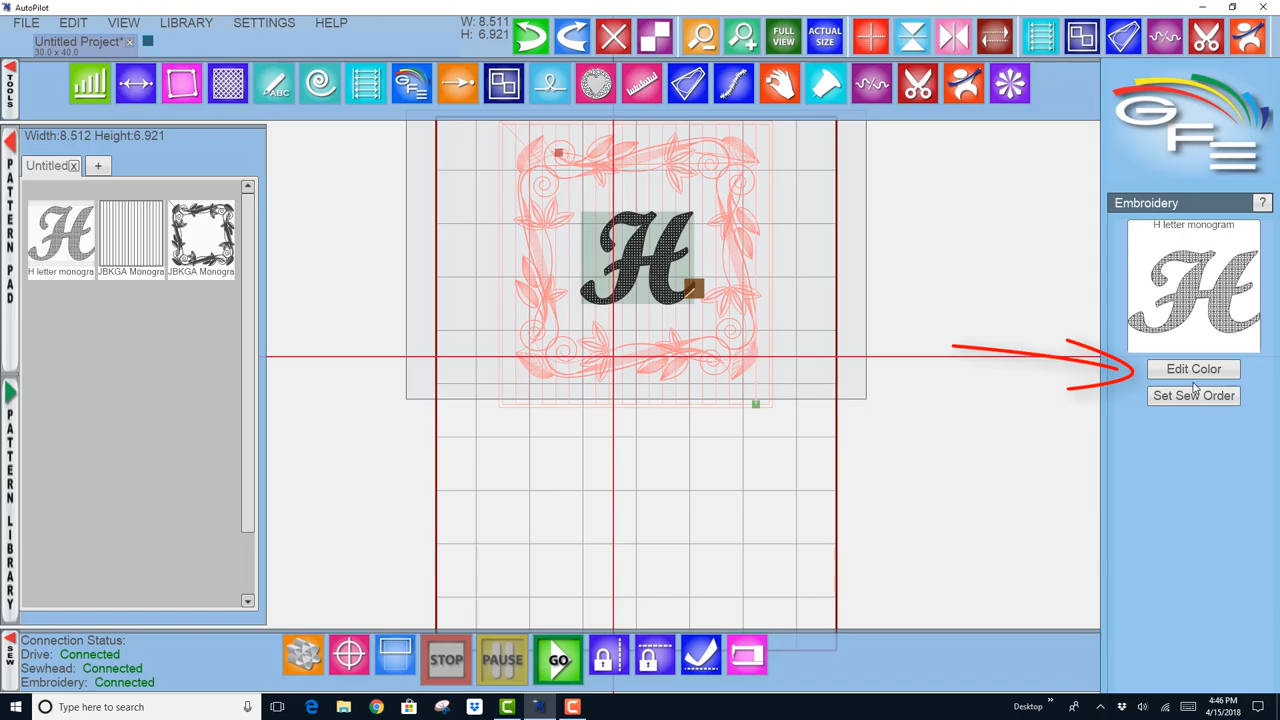 AutoPilot
FILE EDIT VIEW LIBRARY SETTINGS HELP
W: 8.511
H: 6.921
Untitled Project*x
30.0 x 40.0
FULL VIEW
ACTUAL SIZE
TOOLS
ABC
GFE
GFE
Width:8.512 Height:6.921
Untitled x +
PATTERN PAD
H
H letter monogra
JBKGA Monogra
JBKGA Monogra
PATTERN LIBRARY
H
Embroidery ?
H letter monogram
H
Edit Color
Set Sew Order
SEW
Connection Status:
Drive: Connected
Sewhead: Connected
Embroidery: Connected
STOP
PAUSE
GO
Type here to search
Desktop
4:46 PM
4/15/2018